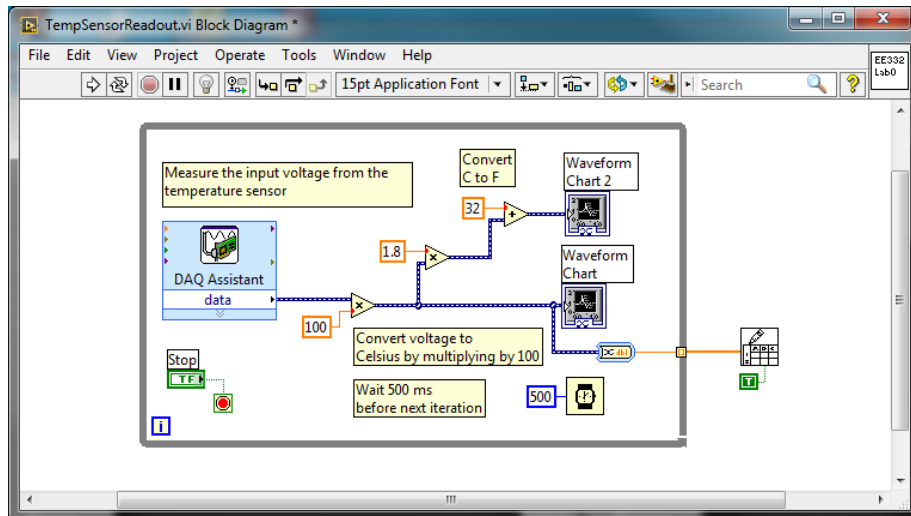 TempSensorReadout.vi Block Diagram *
File Edit View Project Operate Tools Window Help
15pt Application Font
Search
EE332
Lab0
Measure the input voltage from the
temperature sensor
Convert
C to F
Waveform
Chart 2
32
1.8
DAQ Assistant
data
Waveform
Chart
100
Convert voltage to
Celsius by multiplying by 100
Stop
TF
Wait 500 ms
before next iteration
500
i
T